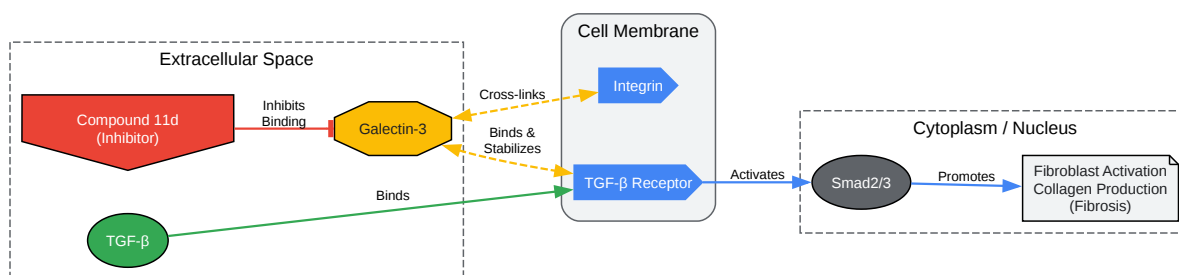 Cell Membrane
Extracellular Space
Integrin
Cross-links
Inhibits
Binding
Compound 11d
(Inhibitor)
Galectin-3
Cytoplasm / Nucleus
Binds &
Stabilizes
TGF-β Receptor
Activates
Smad2/3
Promotes
Fibroblast Activation
Collagen Production
(Fibrosis)
Binds
TGF-β